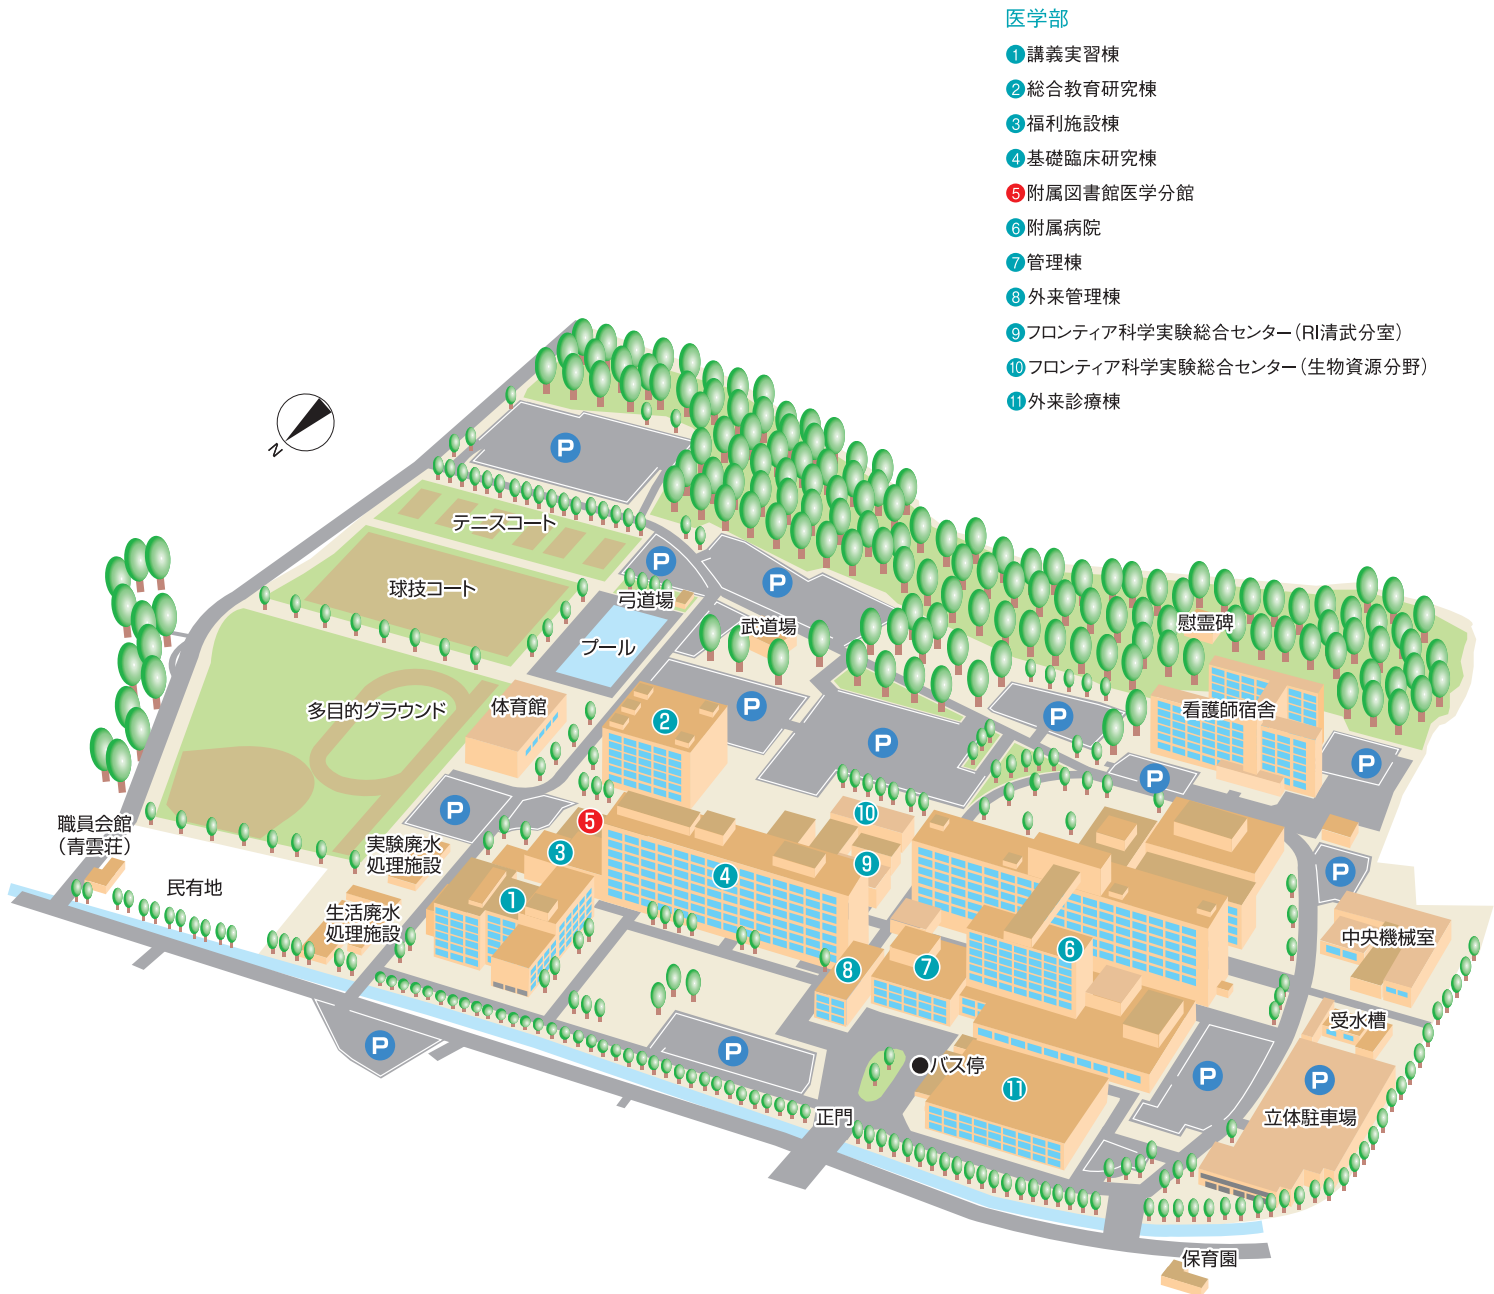 医学部
1 講義実習棟
2 総合教育研究棟
3 福利施設棟
4 基礎臨床研究棟
5 附属図書館医学分館
6 附属病院
7 管理棟
8 外来管理棟
9 フロンティア科学実験総合センター（RI清武分室）
10 フロンティア科学実験総合センター（生物資源分野）
11 外来診療棟
N
P
テニスコート
P
P
球技コート
弓道場
武道場
慰霊碑
プール
多目的グラウンド
体育館
2
P
P
看護師宿舎
P
P
P
P
10
5
職員会館
（青雲荘）
実験廃水
処理施設
3
9
4
P
民有地
1
生活廃水
処理施設
中央機械室
6
7
8
受水槽
P
P
バス停
P
P
11
正門
立体駐車場
保育園